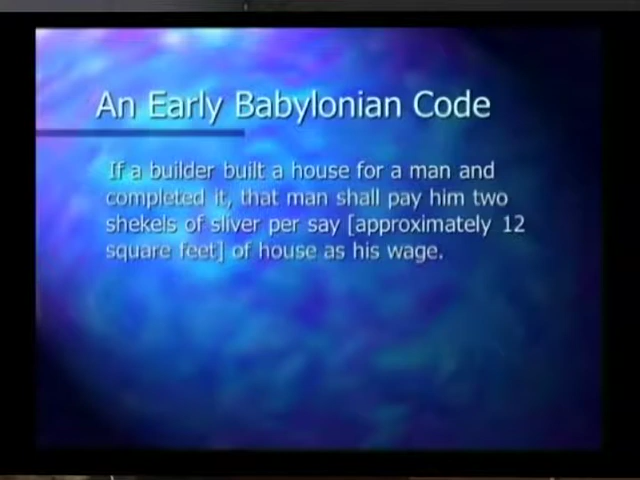 An Early Babylonian Code
If a builder built a house for a man and
completed it, that man shall pay him two
shekels of sliver per say [approximately 12
square feet] of house as his wage.